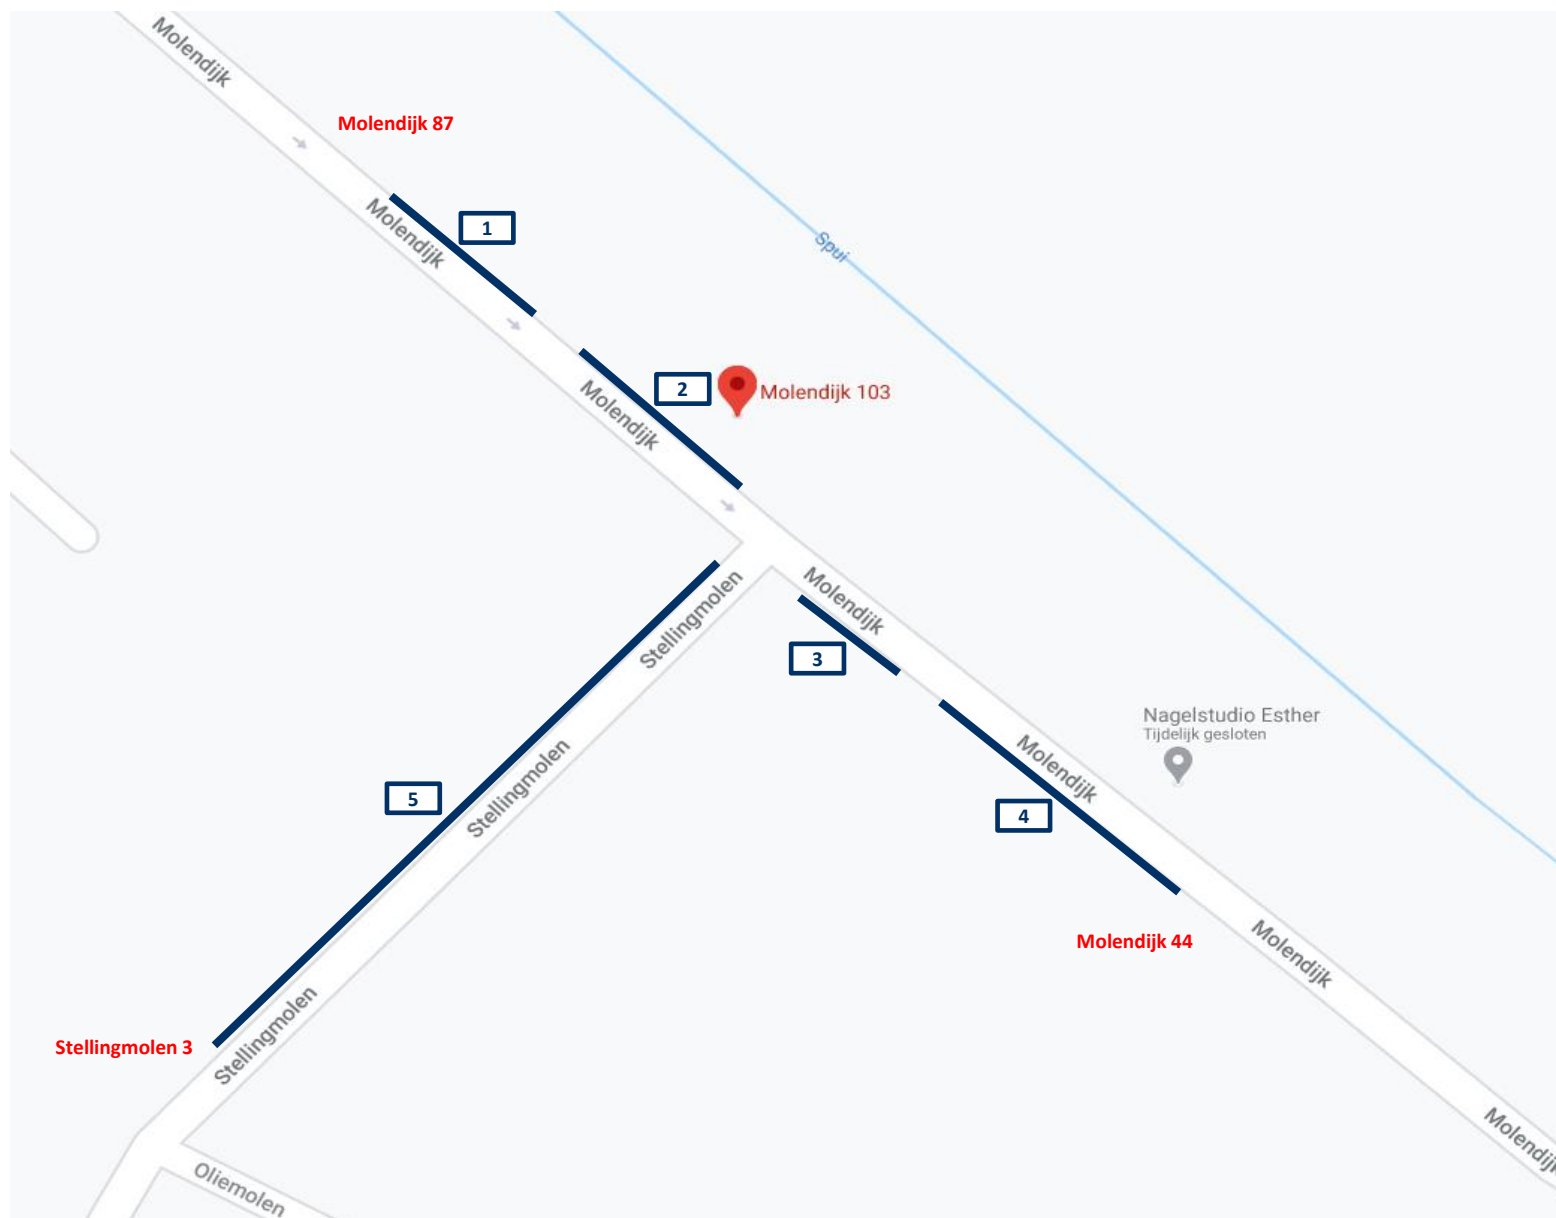 Molendijk
Molendijk 87
Molendijk
1
Spui
2
Molendijk 103
Molendijk
Molendijk
Stellingmolen
3
Nagelstudio Esther
Tijdelijk gesloten
Molendijk
Stellingmolen
5
4
Molendijk 44
Molendijk
Stellingmolen
Stellingmolen 3
Molendijk
Oliemolen